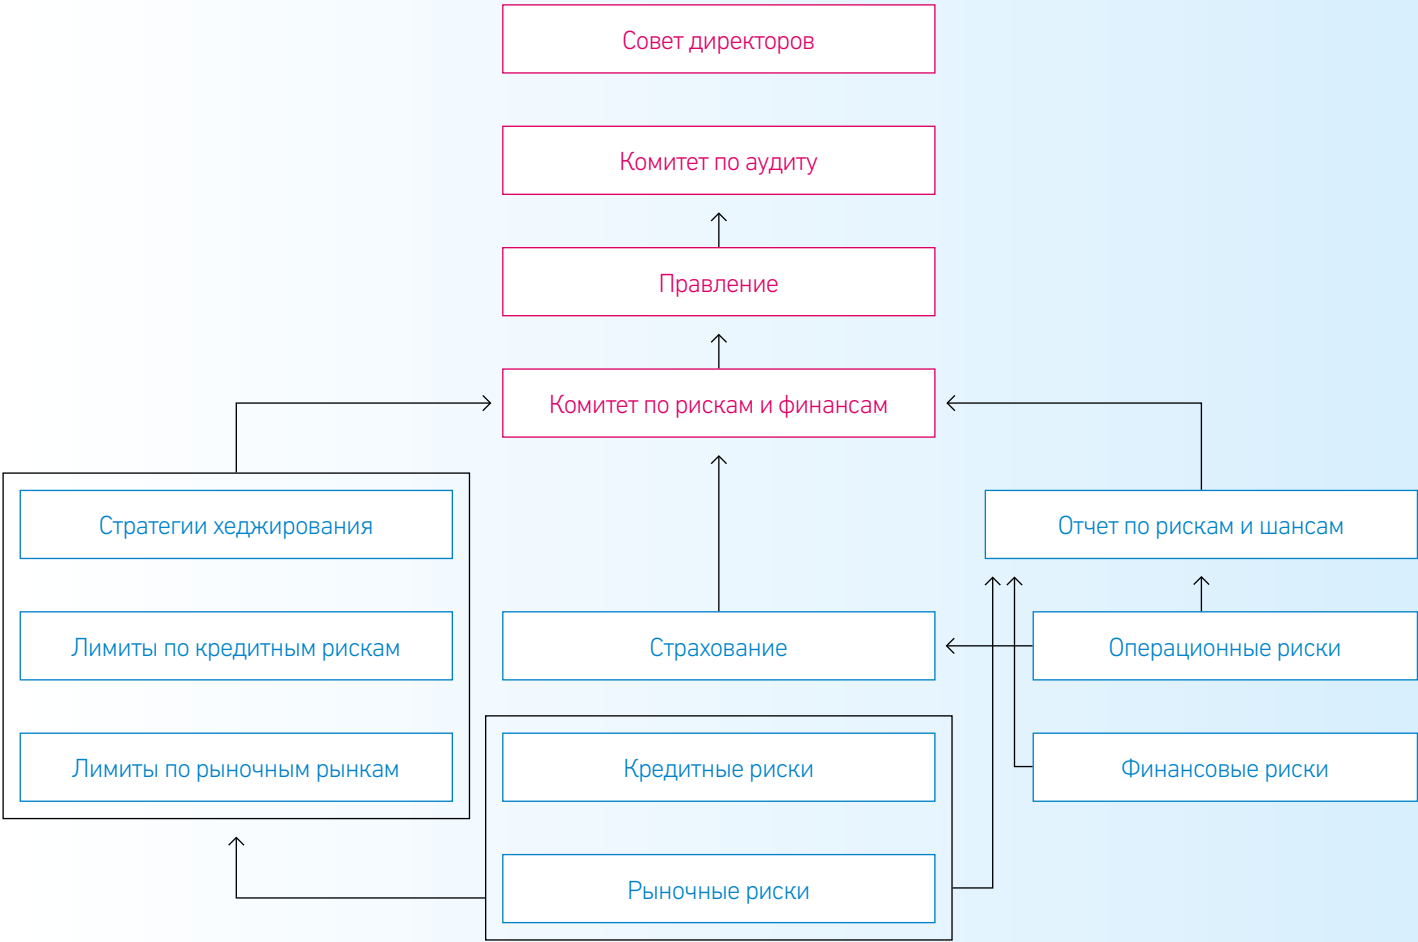 Совет директоров
Комитет по аудиту
Правление
Комитет по рискам и финансам
Стратегии хеджирования
Отчет по рискам и шансам
Лимиты по кредитным рискам
Страхование
Операционные риски
Лимиты по рыночным рынкам
Кредитные риски
Финансовые риски
Рыночные риски